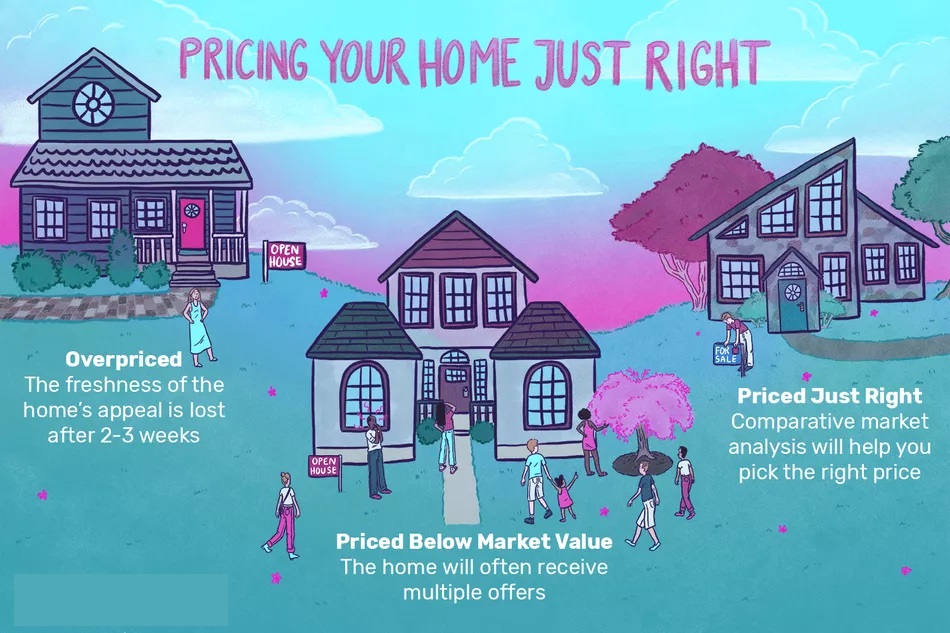 PRICING YOUR HOME JUST RIGHT
OPEN
HOUSE
Overpriced
The freshness of the
home's appeal is lost
after 2-3 weeks
OPEN
HOUSE
Priced Below Market Value
The home will often receive
multiple offers
FOR
SALE
Priced Just Right
Comparative market
analysis will help you
pick the right price